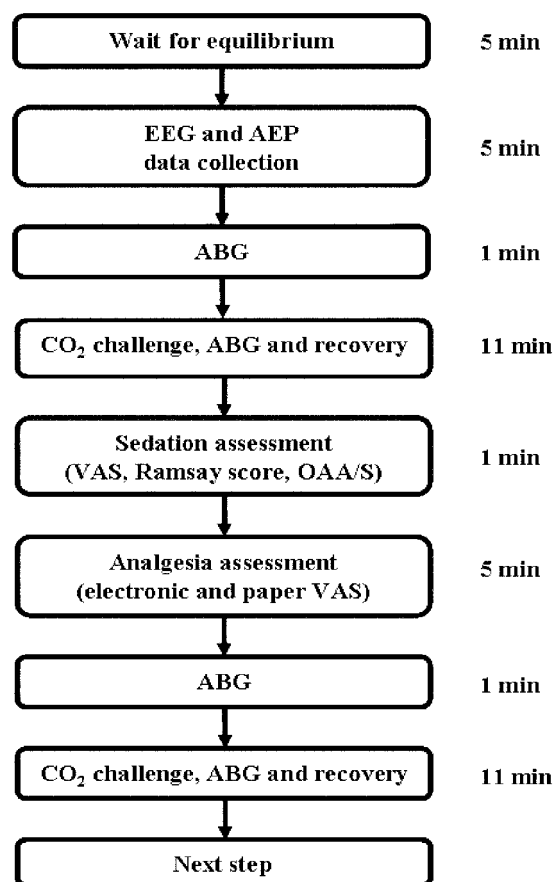 Wait for equilibrium 5 min
EEG and AEP
data collection 5 min
ABG 1 min
CO₂ challenge, ABG and recovery 11 min
Sedation assessment
(VAS, Ramsay score, OAA/S) 1 min
Analgesia assessment
(electronic and paper VAS) 5 min
ABG 1 min
CO₂ challenge, ABG and recovery 11 min
Next step